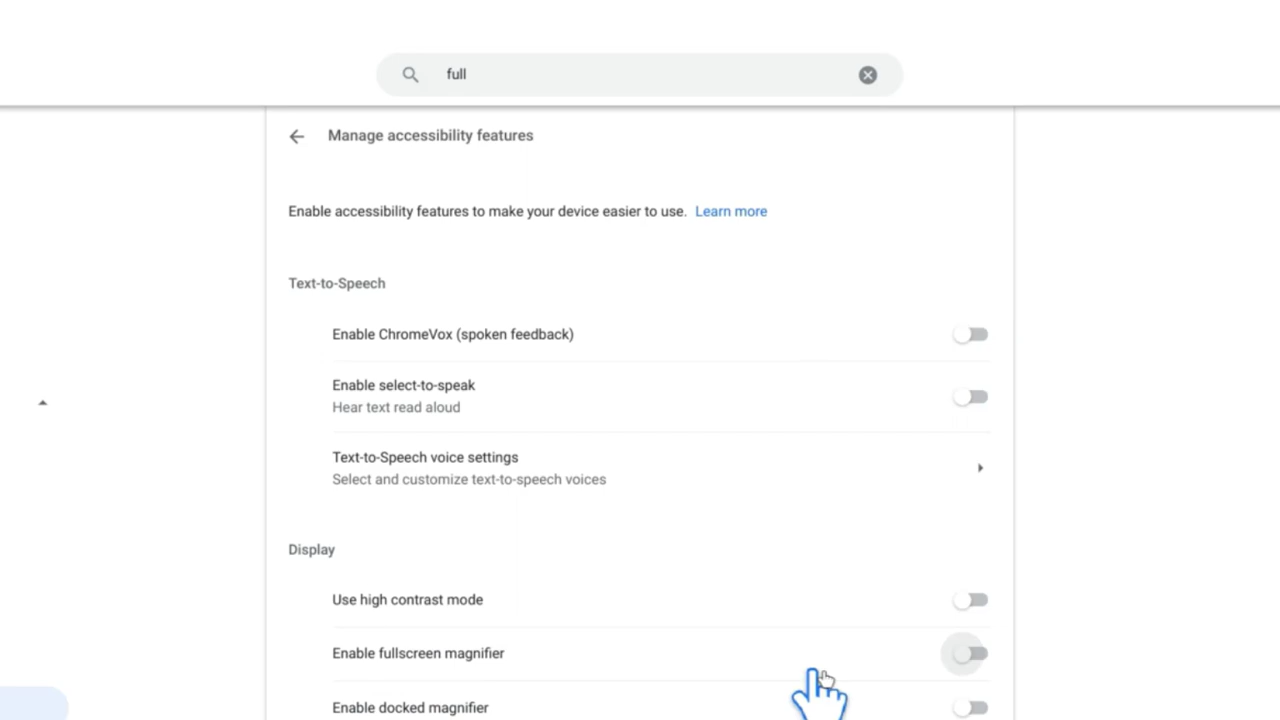 full
Manage accessibility features
Enable accessibility features to make your device easier to use. Learn more
Text-to-Speech
Enable ChromeVox (spoken feedback)
Enable select-to-speak
Hear text read aloud
Text-to-Speech voice settings
Select and customize text-to-speech voices
Display
Use high contrast mode
Enable fullscreen magnifier
Enable docked magnifier